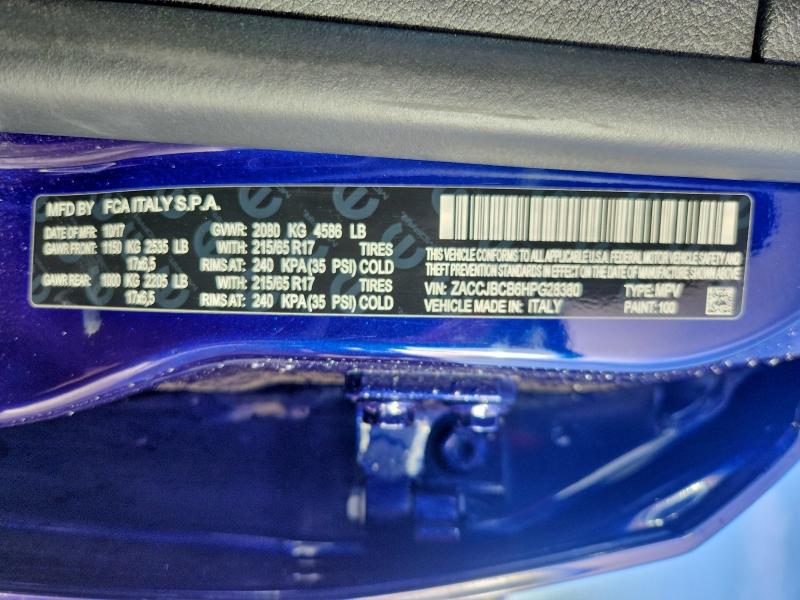 MFD BY FCA ITALY S.P.A.
DATE OF MFR 10/17 GVWR: 2080 KG 4586 LB
GAWR FRONT: 1150 KG 2535 LB WITH: 215/65 R17 TIRES
17x6,5 RIMS AT: 240 KPA(35 PSI) COLD
GAWR REAR: 1000 KG 2205 LB WITH: 215/65 R17 TIRES
17x6,5 RIMS AT: 240 KPA(35 PSI) COLD
THIS VEHICLE CONFORMS TO ALL APPLICABLE U.S.A. FEDERAL MOTOR VEHICLE SAFETY AND
THEFT PREVENTION STANDARDS IN EFFECT ON THE DATE OF MANUFACTURE SHOWN ABOVE.
VIN: ZACCJBCB6HPG28380 TYPE: MPV
VEHICLE MADE IN: ITALY PAINT: 100